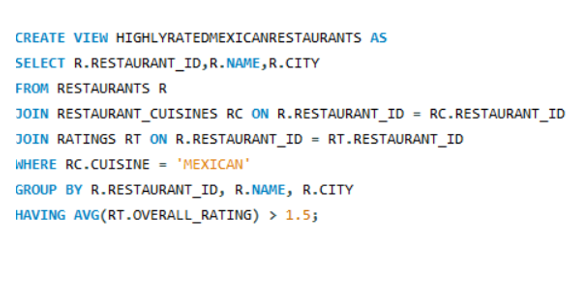 CREATE VIEW HIGHLYRATEDMEXICANRESTAURANTS AS
SELECT R.RESTAURANT_ID,R.NAME,R.CITY
FROM RESTAURANTS R
JOIN RESTAURANT_CUISINES RC ON R.RESTAURANT_ID = RC.RESTAURANT_ID
JOIN RATINGS RT ON R.RESTAURANT_ID = RT.RESTAURANT_ID
WHERE RC.CUISINE = 'MEXICAN'
GROUP BY R.RESTAURANT_ID, R.NAME, R.CITY
HAVING AVG(RT.OVERALL_RATING) > 1.5;